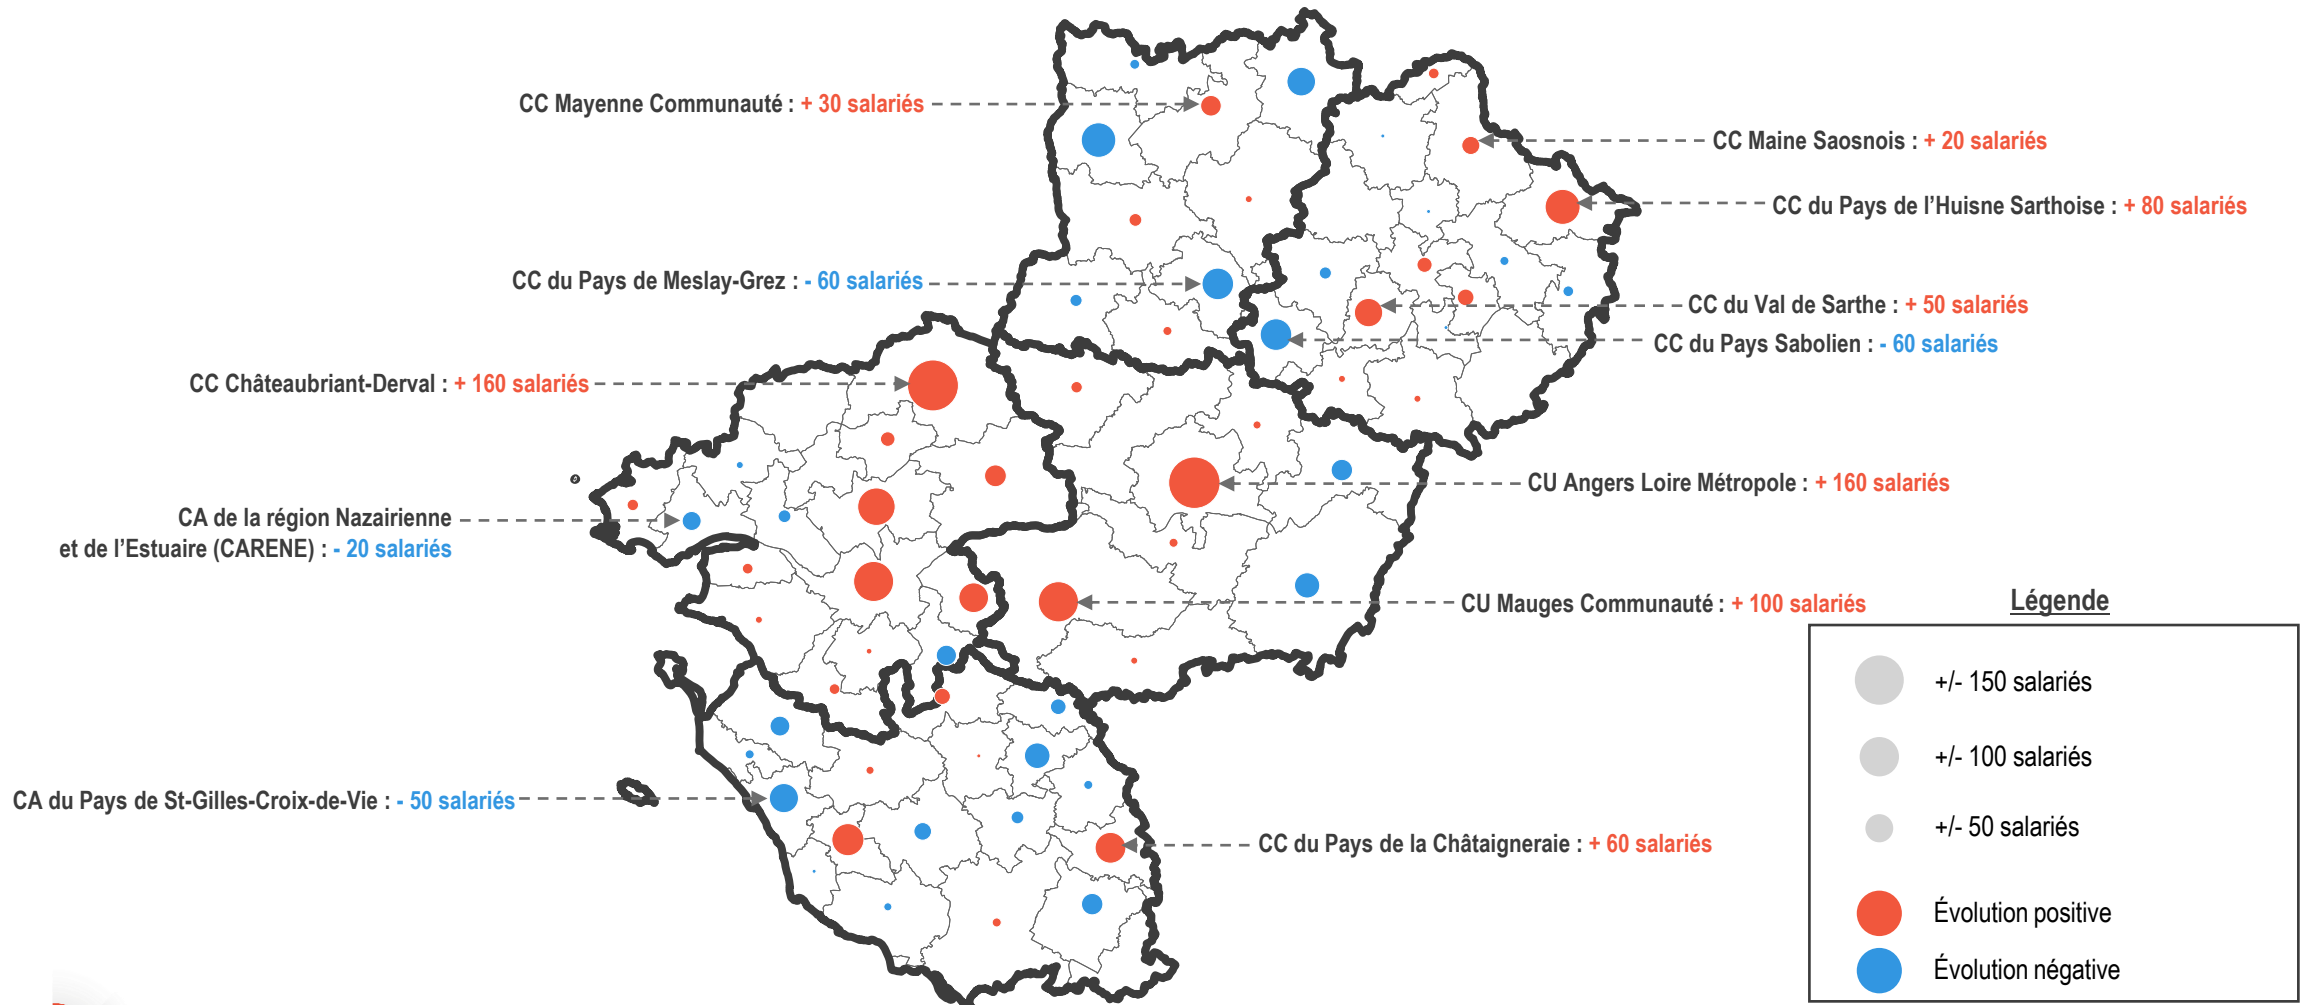 CC Mayenne Communauté : + 30 salariés
CC Maine Saosnois : + 20 salariés
CC du Pays de l’Huisne Sarthoise : + 80 salariés
CC du Pays de Meslay-Grez : - 60 salariés
CC du Val de Sarthe : + 50 salariés
CC du Pays Sabolien : - 60 salariés
CC Châteaubriant-Derval : + 160 salariés
CU Angers Loire Métropole : + 160 salariés
CA de la région Nazairienne
et de l’Estuaire (CARENE) : - 20 salariés
CU Mauges Communauté : + 100 salariés
CA du Pays de St-Gilles-Croix-de-Vie : - 50 salariés
CC du Pays de la Châtaigneraie : + 60 salariés
Légende
+/- 150 salariés
+/- 100 salariés
+/- 50 salariés
Évolution positive
Évolution négative